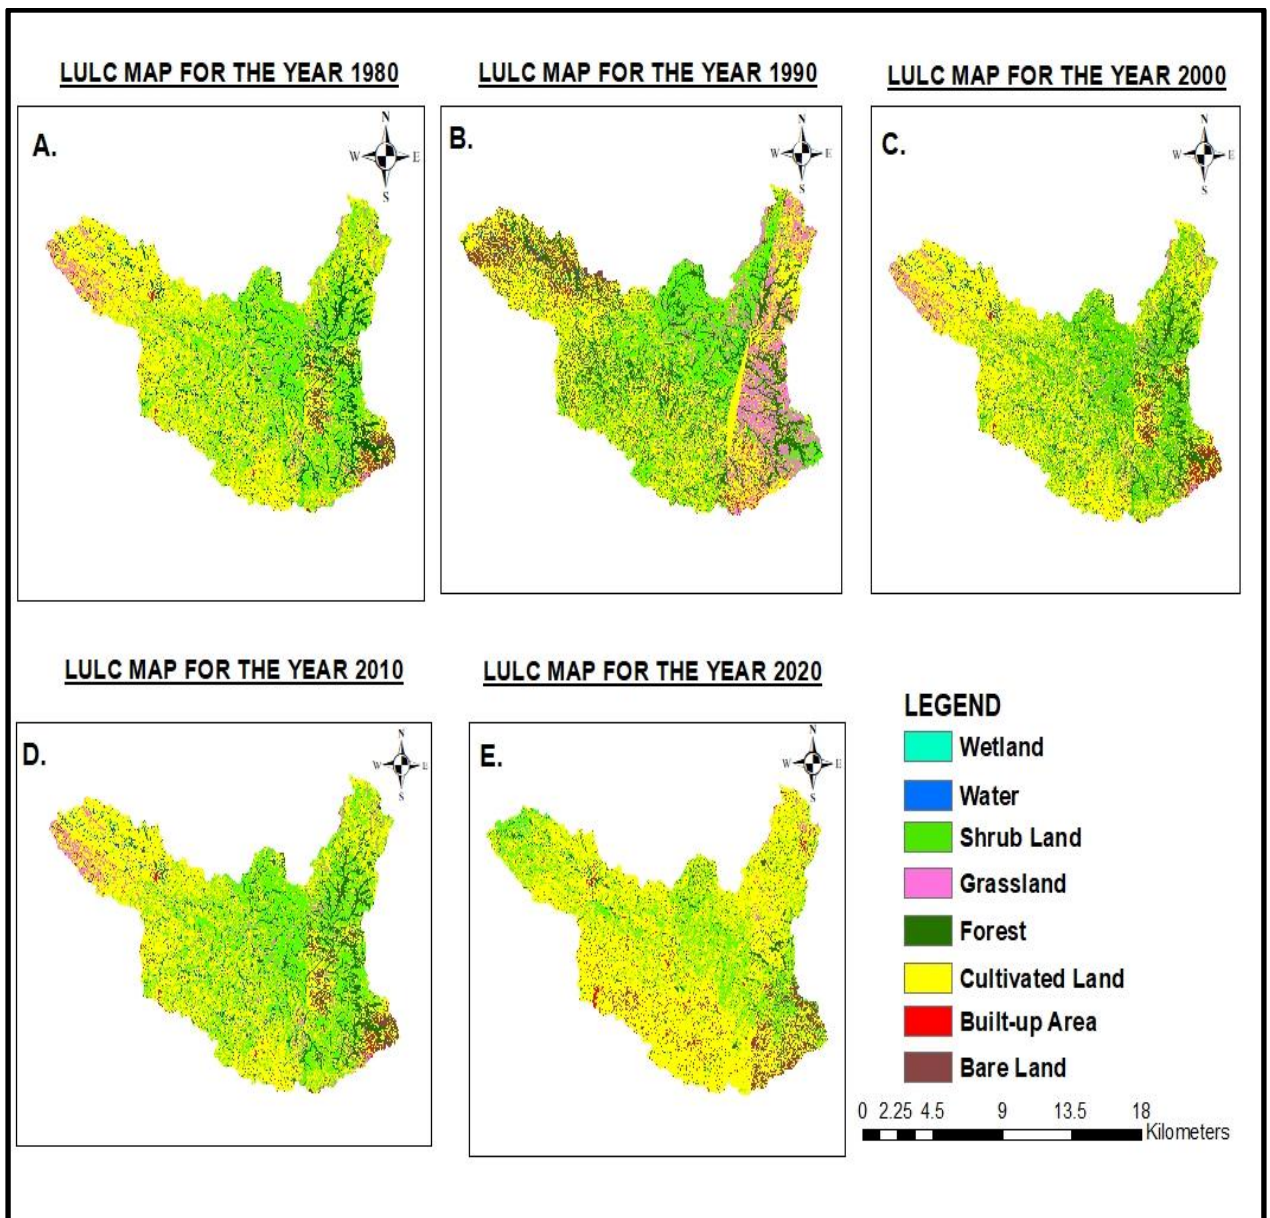 LULC MAP FOR THE YEAR 1980
LULC MAP FOR THE YEAR 1990
LULC MAP FOR THE YEAR 2000
A.
N
W E
S
B.
N
W E
S
C.
N
W E
S
LULC MAP FOR THE YEAR 2010
LULC MAP FOR THE YEAR 2020
D.
N
W E
S
E.
N
W E
S
LEGEND
Wetland
Water
Shrub Land
Grassland
Forest
Cultivated Land
Built-up Area
Bare Land
0 2.25 4.5 9 13.5 18
Kilometers